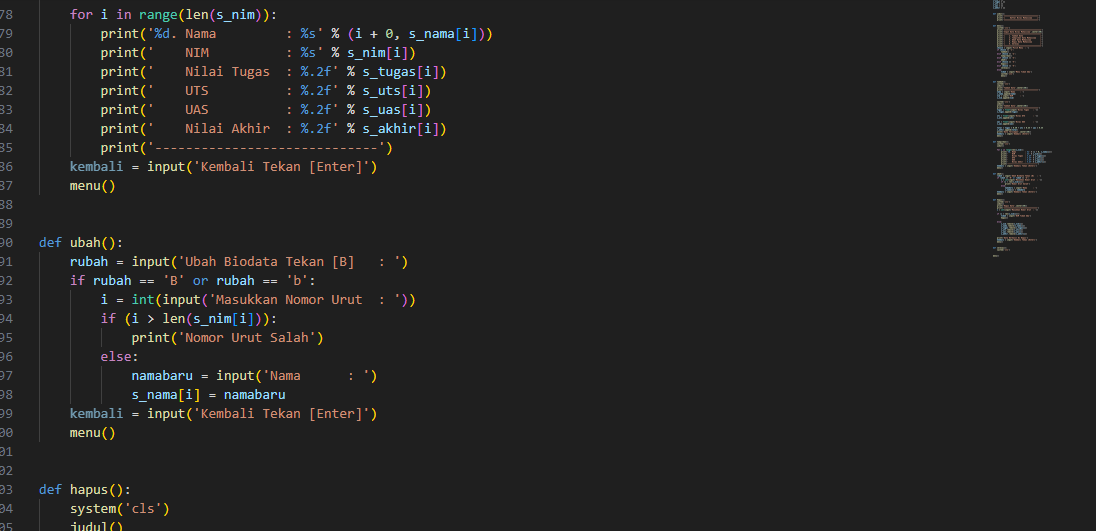 78 for i in range(len(s_nim)):
79 print('%d. Nama : %s' % (i + 0, s_nama[i]))
80 print(' NIM : %s' % s_nim[i])
81 print(' Nilai Tugas : %.2f' % s_tugas[i])
82 print(' UTS : %.2f' % s_uts[i])
83 print(' UAS : %.2f' % s_uas[i])
84 print(' Nilai Akhir : %.2f' % s_akhir[i])
85 print('-----------------------------')
86 kembali = input('Kembali Tekan [Enter]')
87 menu()
88
89
90 def ubah():
91 rubah = input('Ubah Biodata Tekan [B] : ')
92 if rubah == 'B' or rubah == 'b':
93 i = int(input('Masukkan Nomor Urut : '))
94 if (i > len(s_nim[i])):
95 print('Nomor Urut Salah')
96 else:
97 namabaru = input('Nama : ')
98 s_nama[i] = namabaru
99 kembali = input('Kembali Tekan [Enter]')
00 menu()
01
02
03 def hapus():
04 system('cls')
05 judul()